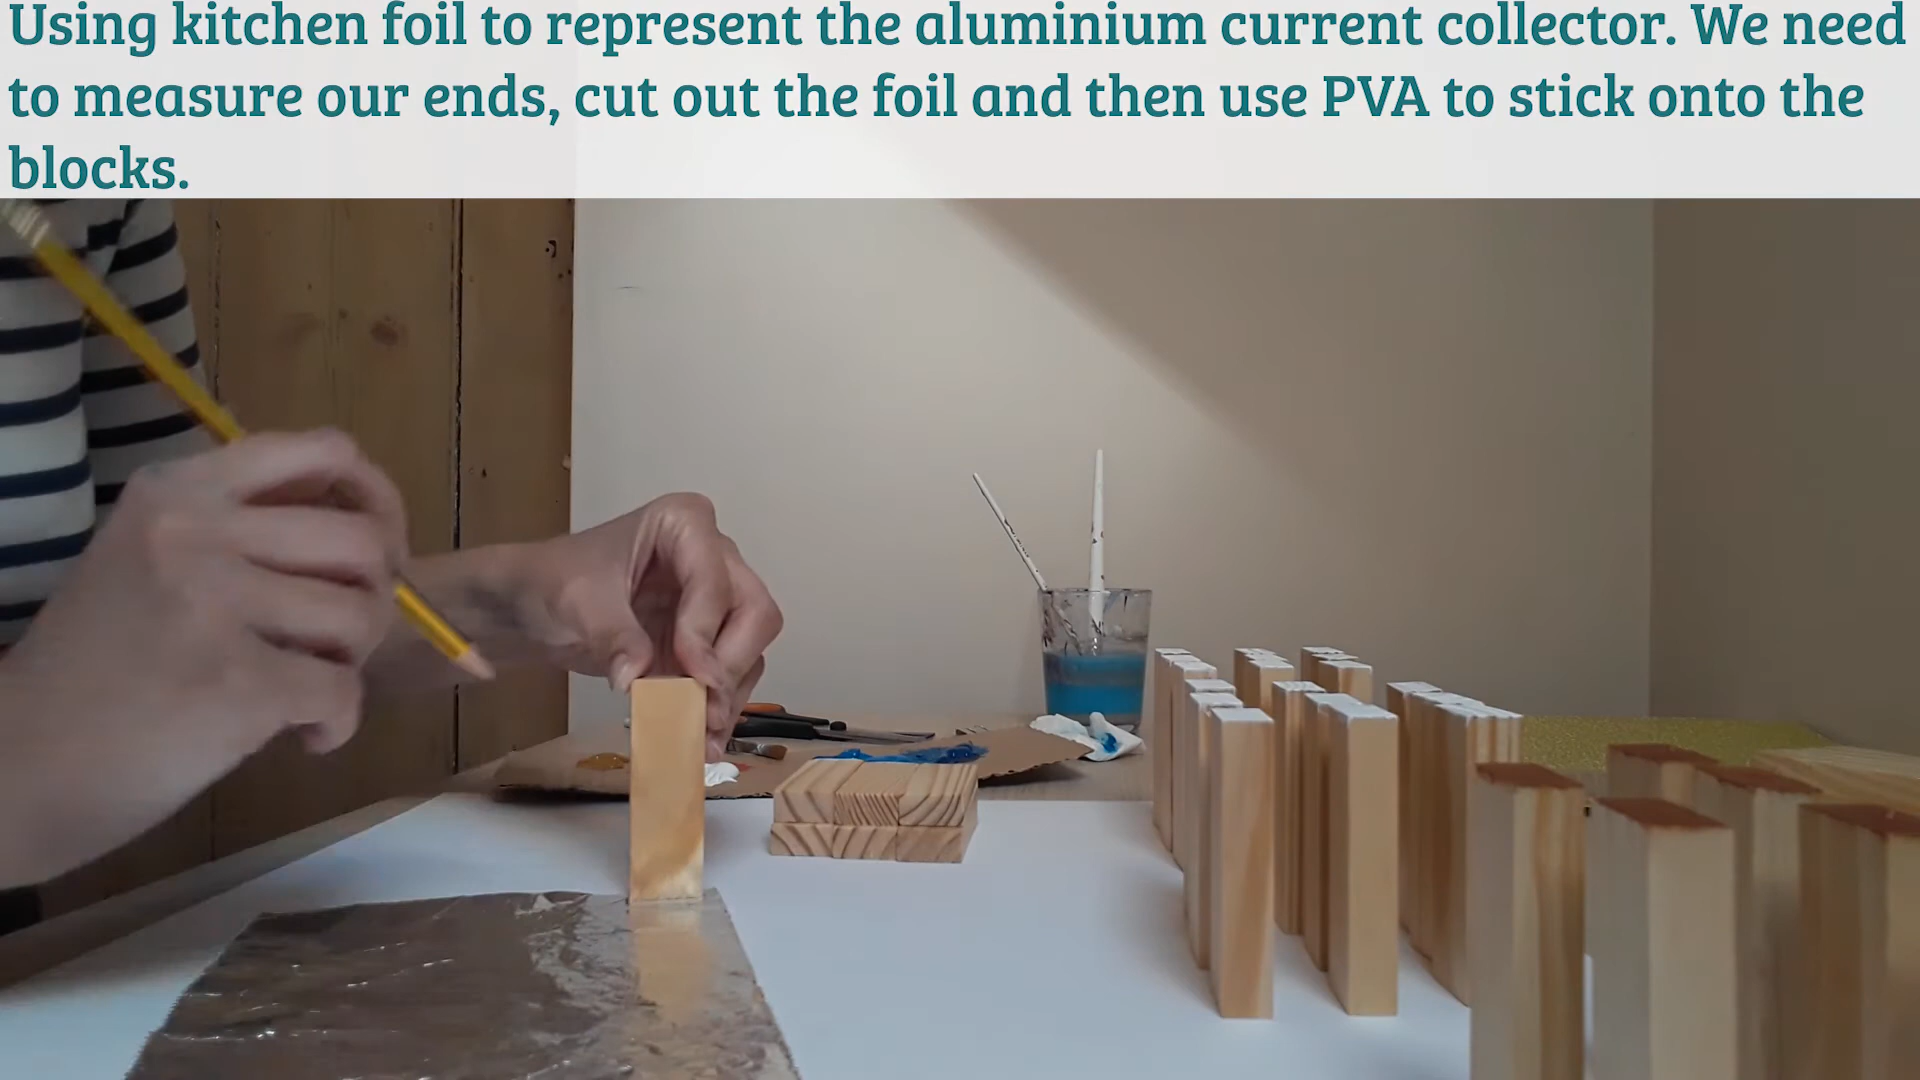 Using kitchen foil to represent the aluminium current collector. We need
to measure our ends, cut out the foil and then use PVA to stick onto the
blocks.